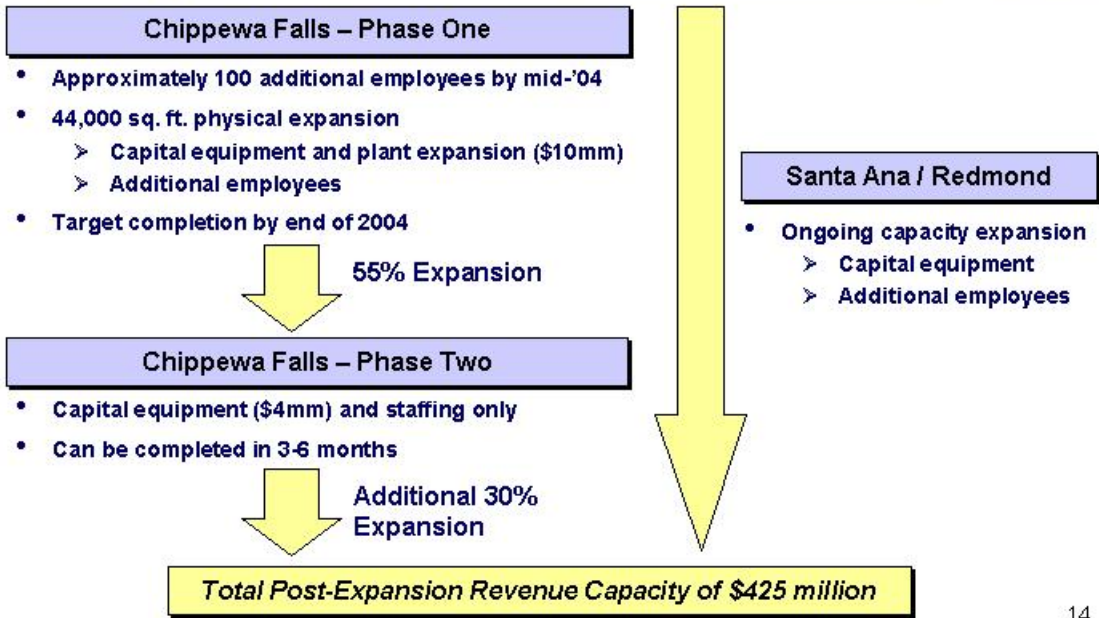 Chippewa Falls – Phase One
• Approximately 100 additional employees by mid-'04
• 44,000 sq. ft. physical expansion
➢ Capital equipment and plant expansion ($10mm)
➢ Additional employees
• Target completion by end of 2004
55% Expansion
Chippewa Falls – Phase Two
• Capital equipment ($4mm) and staffing only
• Can be completed in 3-6 months
Additional 30%
Expansion
Santa Ana / Redmond
• Ongoing capacity expansion
➢ Capital equipment
➢ Additional employees
Total Post-Expansion Revenue Capacity of $425 million
14